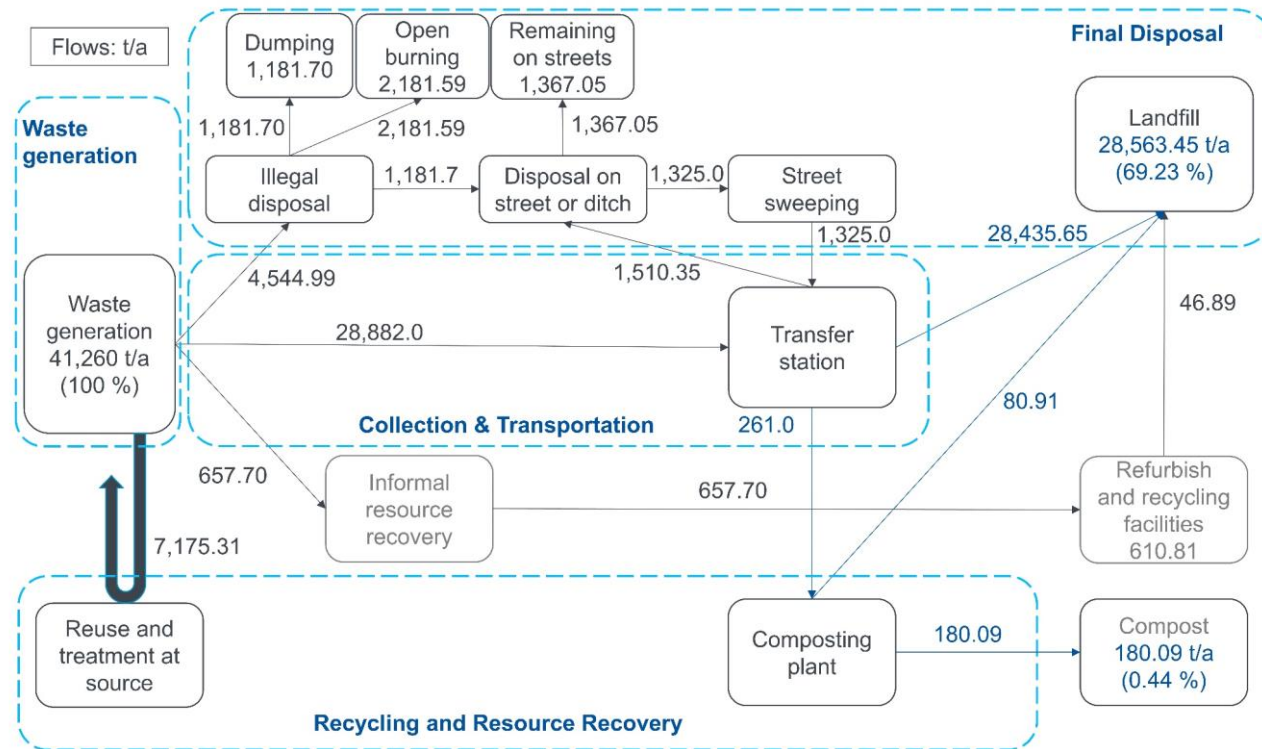 Flows: t/a
Final Disposal
Dumping
1,181.70
Open
burning
2,181.59
Remaining
on streets
1,367.05
Waste
generation
1,181.70
2,181.59
1,367.05
Landfill
28,563.45 t/a
(69.23 %)
Illegal
disposal
1,181.7
Disposal on
street or ditch
1,325.0
Street
sweeping
1,325.0
28,435.65
4,544.99
1,510.35
Waste
generation
41,260 t/a
(100 %)
28,882.0
Transfer
station
46.89
80.91
Collection & Transportation
261.0
657.70
Informal
resource
recovery
657.70
Refurbish
and recycling
facilities
610.81
7,175.31
Reuse and
treatment at
source
Composting
plant
180.09
Compost
180.09 t/a
(0.44 %)
Recycling and Resource Recovery